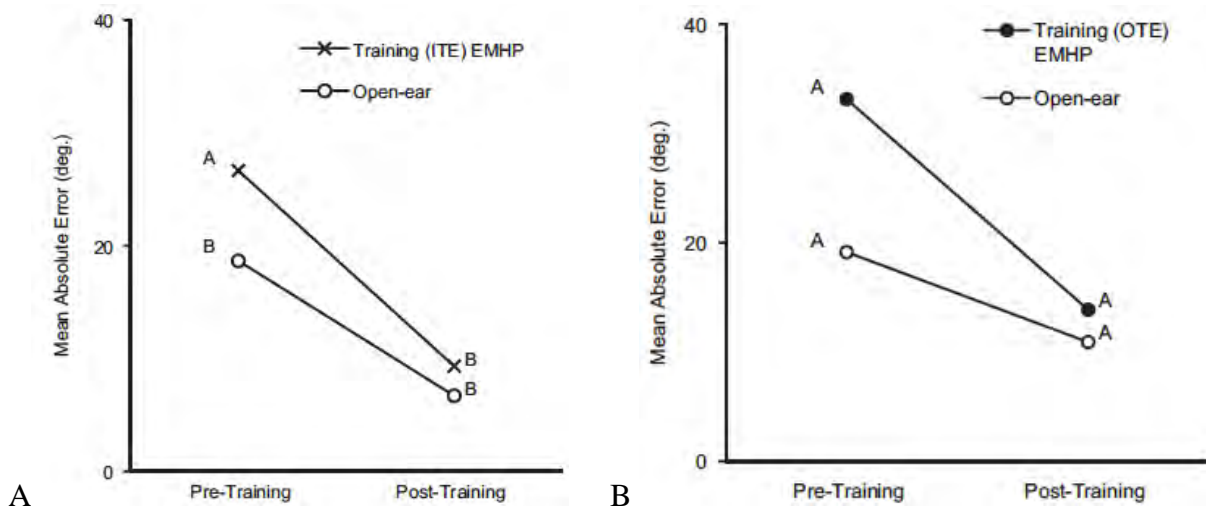 40
Training (ITE) EMHP
Open-ear
Mean Absolute Error (deg.)
A
B
20
B
B
0
Pre-Training
Post-Training
A
40
Training (OTE)
EMHP
Open-ear
Mean Absolute Error (deg.)
A
A
20
A
A
0
Pre-Training
Post-Training
B